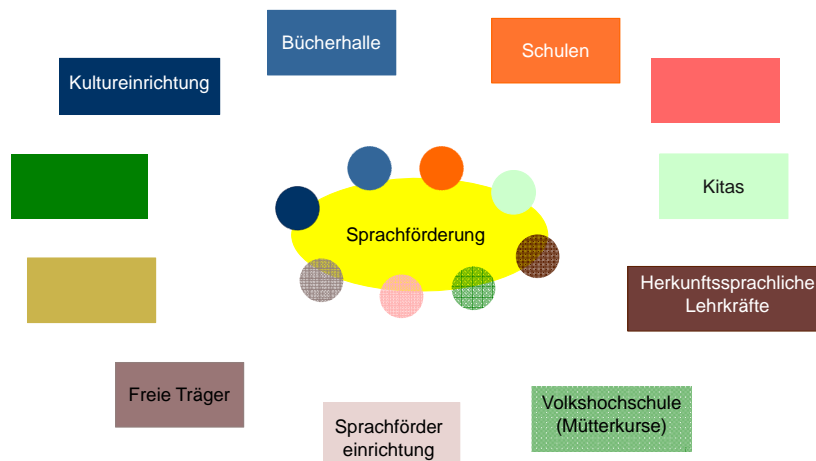 Bücherhalle
Schulen
Kultureinrichtung
Kitas
Sprachförderung
Herkunftssprachliche
Lehrkräfte
Freie Träger
Sprachförder
einrichtung
Volkshochschule
(Mütterkurse)